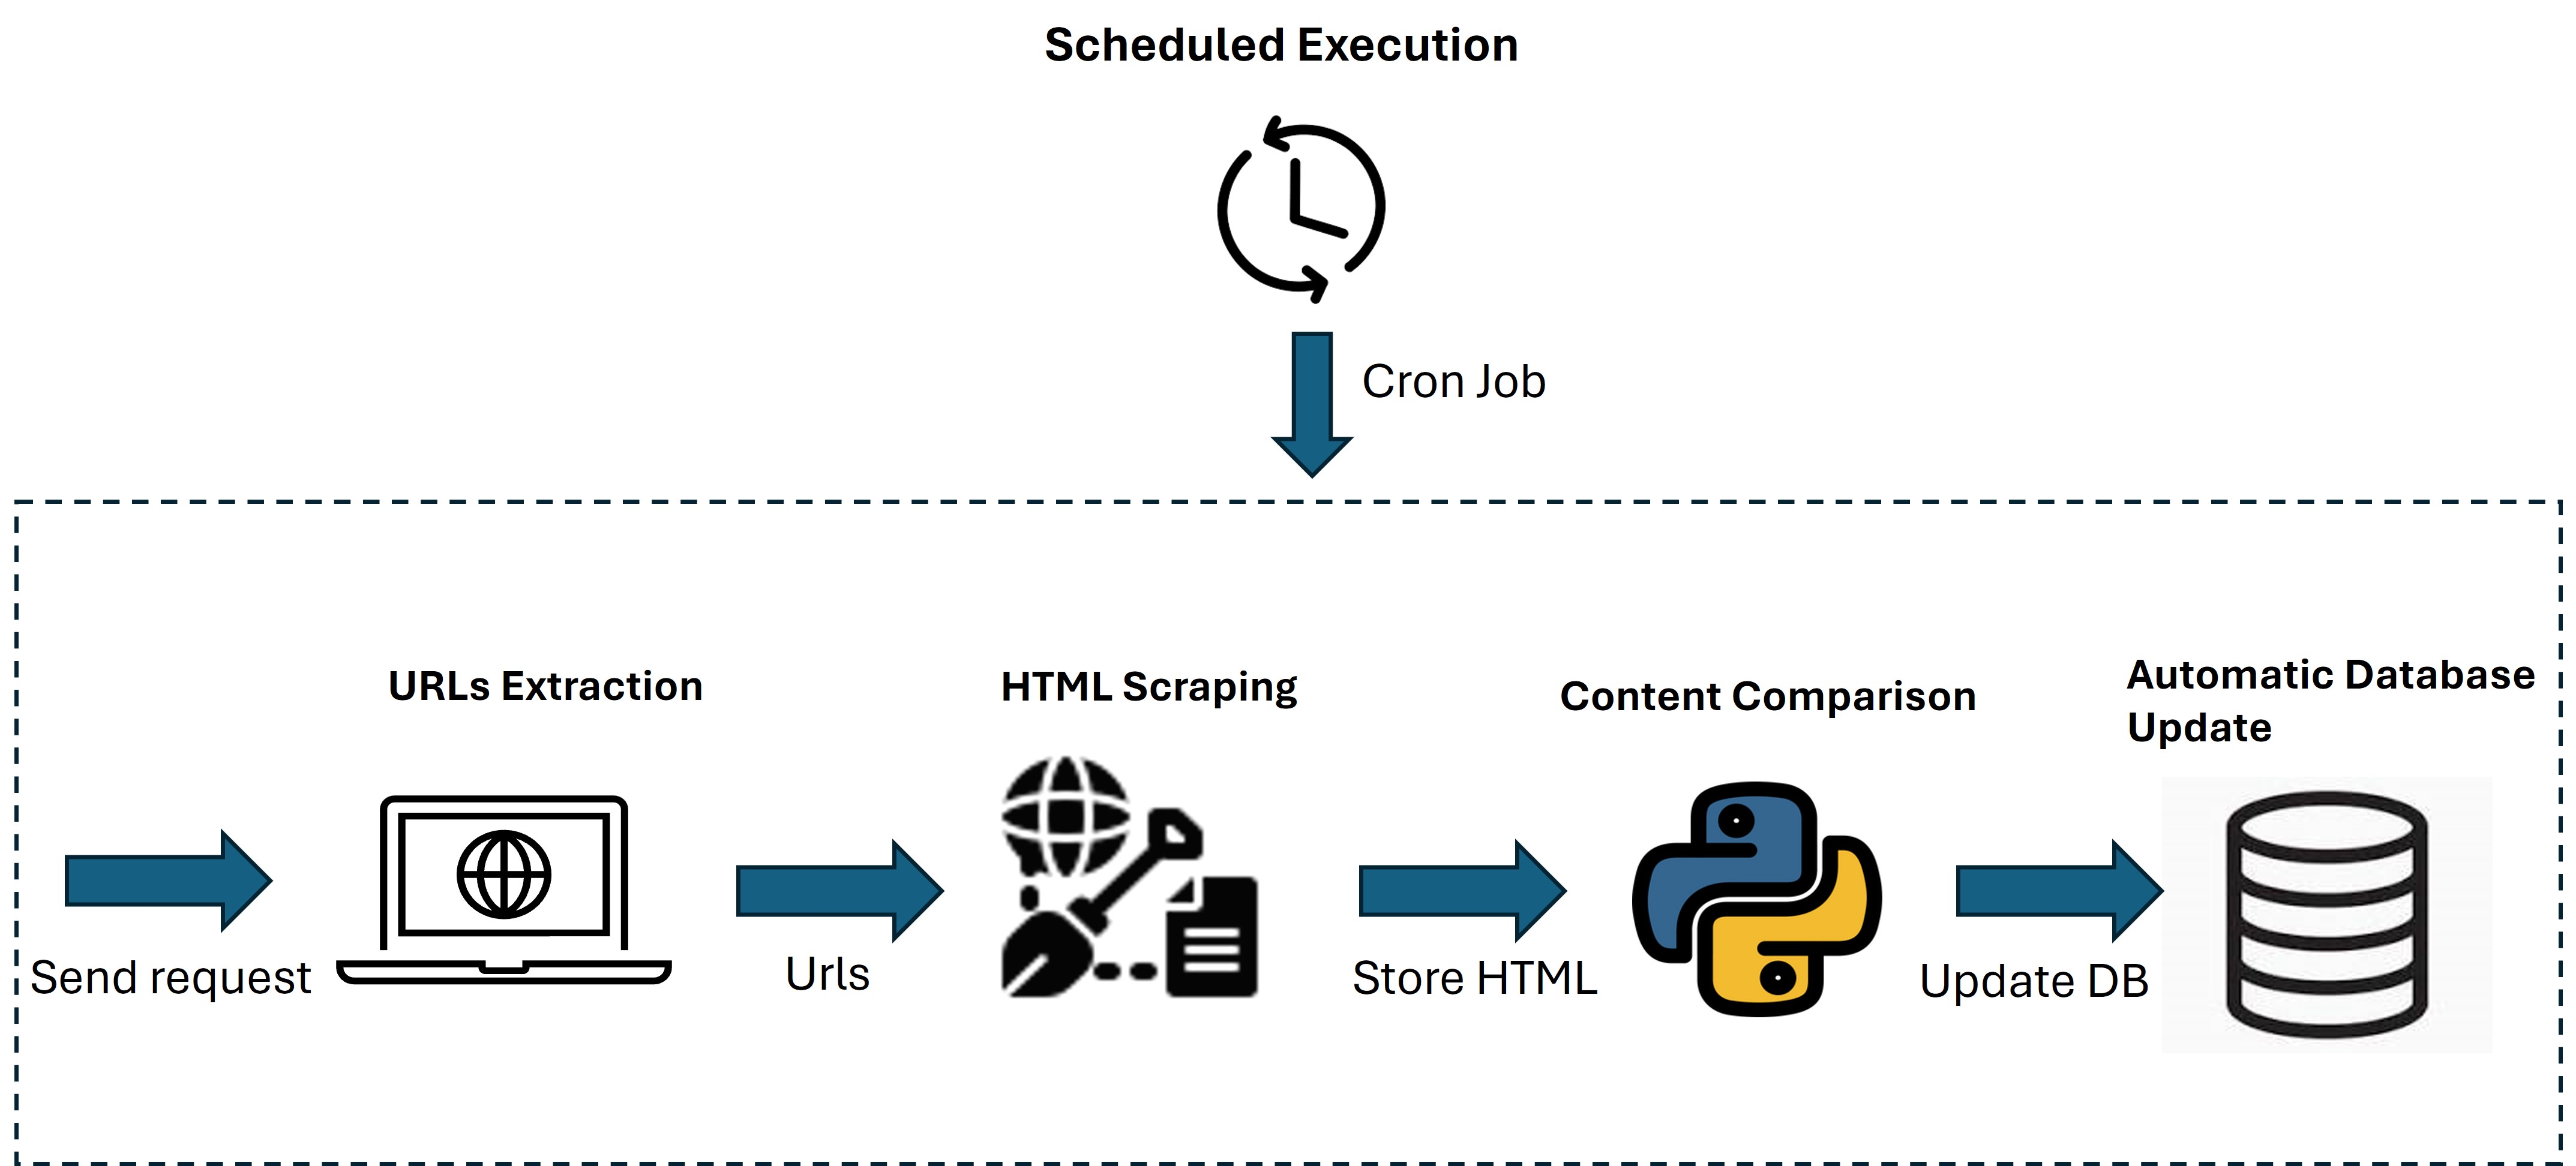 Scheduled Execution
Cron Job
URLs Extraction
HTML Scraping
Content Comparison
Automatic Database
Update
Send request
Urls
Store HTML
Update DB